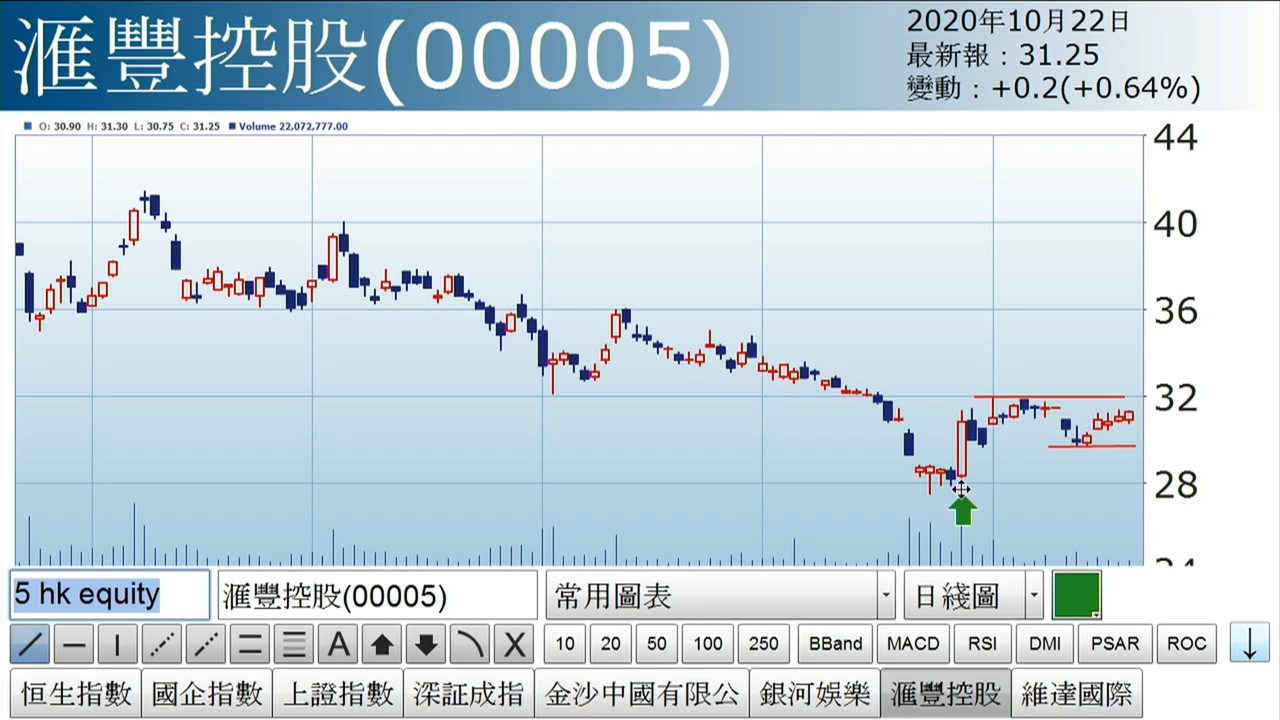 滙豐控股(00005)
2020年10月22日
最新報：31.25
變動：+0.2(+0.64%)
O: 30.90 H: 31.30 L: 30.75 C: 31.25 Volume 22,072,777.00
44
40
36
32
28
24
5 hk equity 滙豐控股(00005) 常用圖表 日綫圖
A X 10 20 50 100 250 BBand MACD RSI DMI PSAR ROC
恒生指數 國企指數 上證指數 深証成指 金沙中國有限公 銀河娛樂 滙豐控股 維達國際